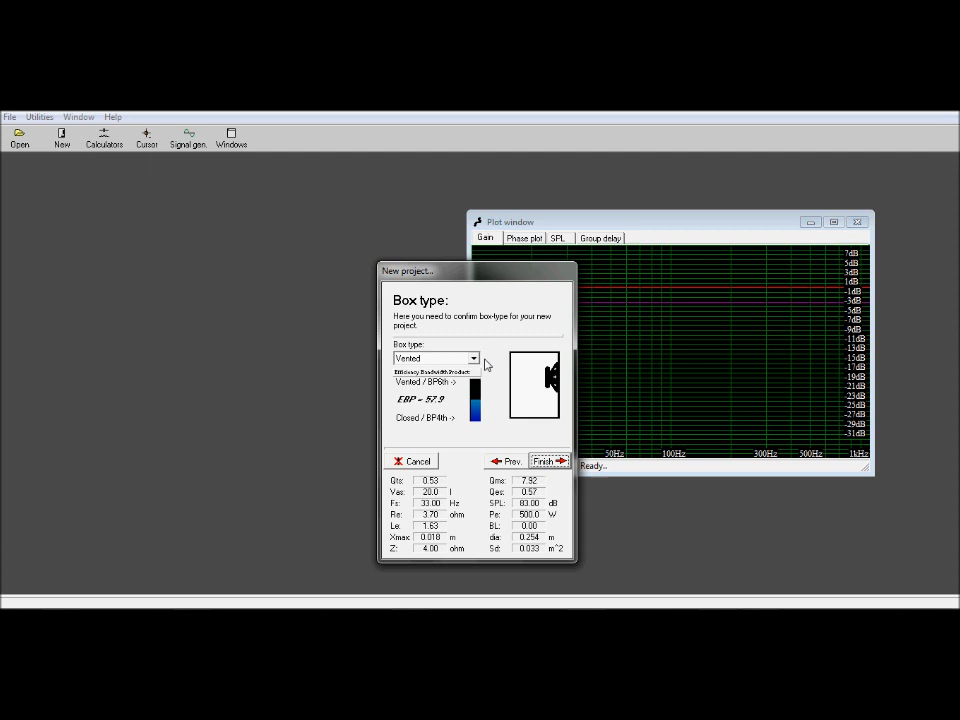 File Utilities Window Help
Open New Calculators Cursor Signal gen. Windows
Plot window
Gain Phase plot SPL Group delay
7dB
5dB
3dB
1dB
-1dB
-3dB
-5dB
-7dB
-9dB
-11dB
-13dB
-15dB
-17dB
-19dB
-21dB
-23dB
-25dB
-27dB
-29dB
-31dB
50Hz 100Hz 300Hz 500Hz 1kHz
Ready..
New project...
Box type:
Here you need to confirm box-type for your new
project.
Box type:
Vented
Efficiency Bandwidth Product:
Vented / BP6th ->
EBP = 57.9
Closed / BP4th ->
Cancel Prev. Finish
Qts: 0.53 Qms: 7.92
Vas: 20.0 l Qes: 0.57
Fs: 33.00 Hz SPL: 83.00 dB
Re: 3.70 ohm Pe: 500.0 W
Le: 1.63 BL: 0.00
Xmax: 0.018 m dia: 0.254 m
Z: 4.00 ohm Sd: 0.033 m^2